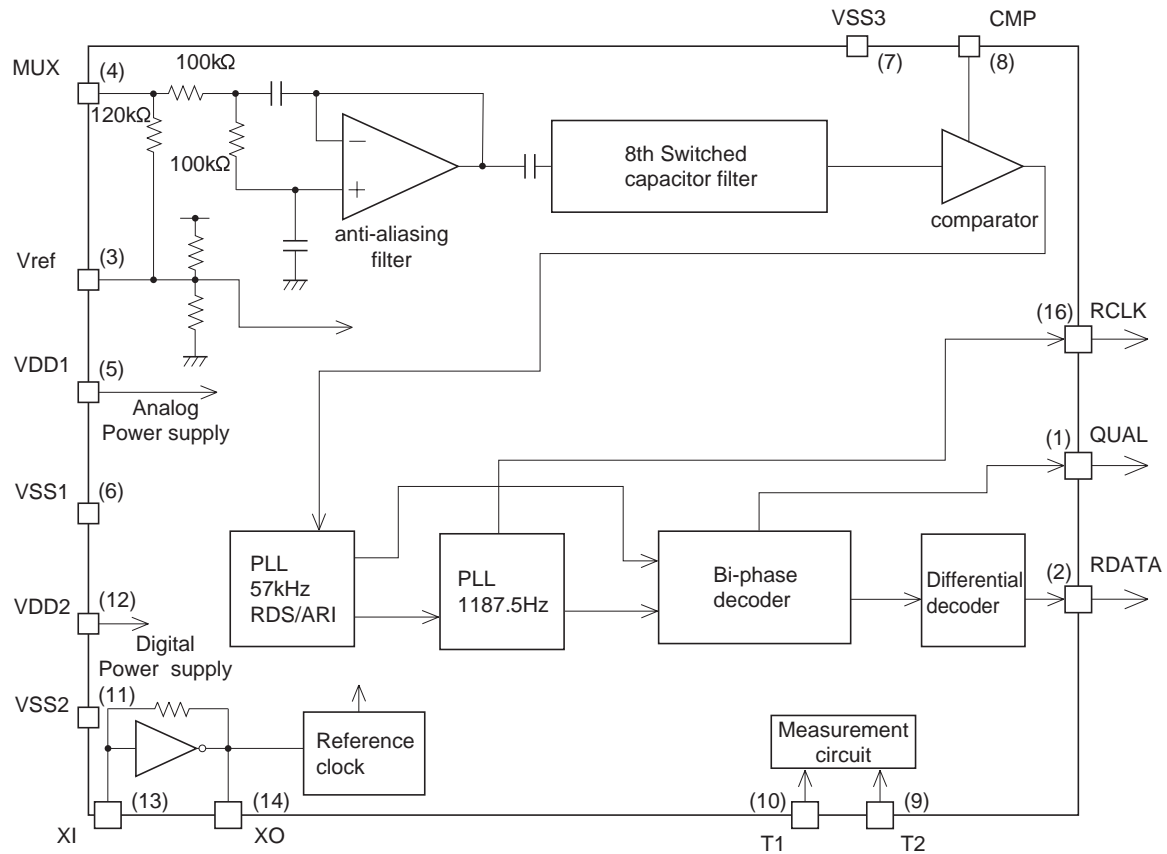 VSS3
CMP
(7)
(8)
MUX
(4)
100kΩ
120kΩ
100kΩ
−
+
anti-aliasing
filter
8th Switched
capacitor filter
comparator
Vref
(3)
VDD1
(5)
Analog
Power supply
(16)
RCLK
(1)
QUAL
VSS1
(6)
PLL
57kHz
RDS/ARI
PLL
1187.5Hz
Bi-phase
decoder
Differential
decoder
(2)
RDATA
VDD2
(12)
Digital
Power supply
VSS2
(11)
Reference
clock
Measurement
circuit
XI
(13)
(14)
XO
(10)
T1
(9)
T2